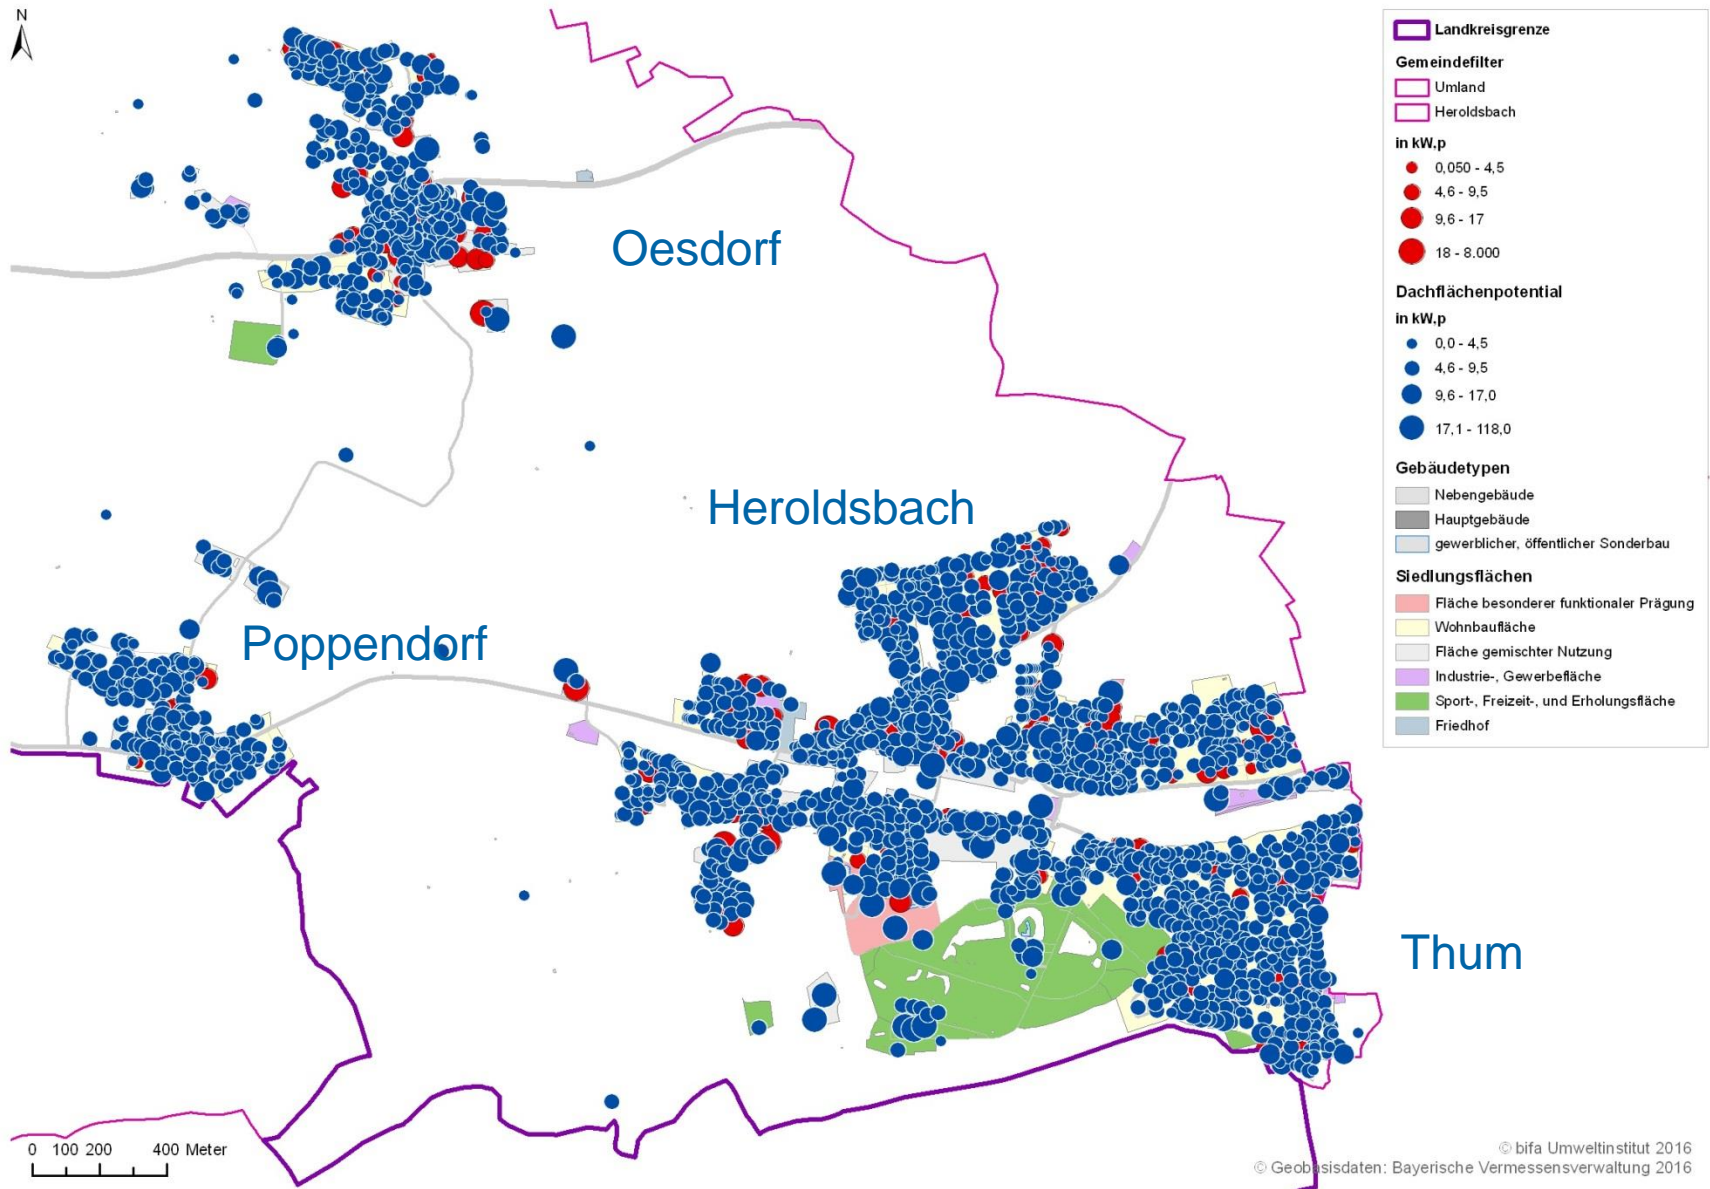 N
Oesdorf
Heroldsbach
Poppendorf
Thum
Landkreisgrenze
Gemeindefilter
Umland
Heroldsbach
in kW,p
0,050 - 4,5
4,6 - 9,5
9,6 - 17
18 - 8.000
Dachflächenpotential
in kW,p
0,0 - 4,5
4,6 - 9,5
9,6 - 17,0
17,1 - 118,0
Gebäudetypen
Nebengebäude
Hauptgebäude
gewerblicher, öffentlicher Sonderbau
Siedlungsflächen
Fläche besonderer funktionaler Prägung
Wohnbaufläche
Fläche gemischter Nutzung
Industrie-, Gewerbefläche
Sport-, Freizeit-, und Erholungsfläche
Friedhof
0 100 200 400 Meter
© bifa Umweltinstitut 2016
© Geobasisdaten: Bayerische Vermessensverwaltung 2016